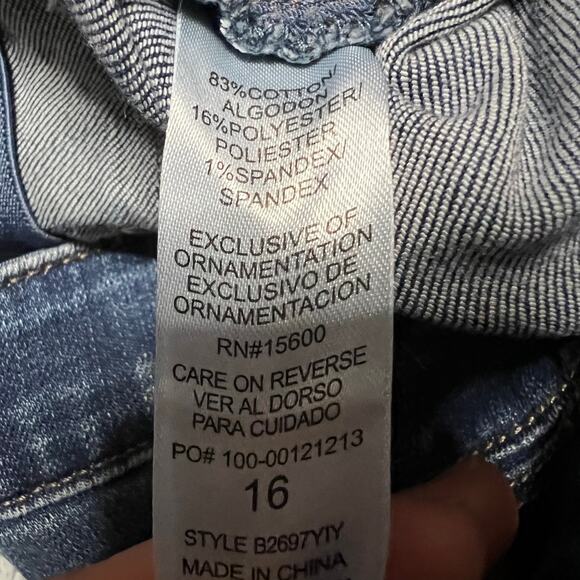 83%COTTON/
ALGODON
16%POLYESTER/
POLIESTER
1%SPANDEX/
SPANDEX
EXCLUSIVE OF
ORNAMENTATION
EXCLUSIVO DE
ORNAMENTACION
RN#15600
CARE ON REVERSE
VER AL DORSO
PARA CUIDADO
PO# 100-00121213
16
STYLE B2697YIY
MADE IN CHINA